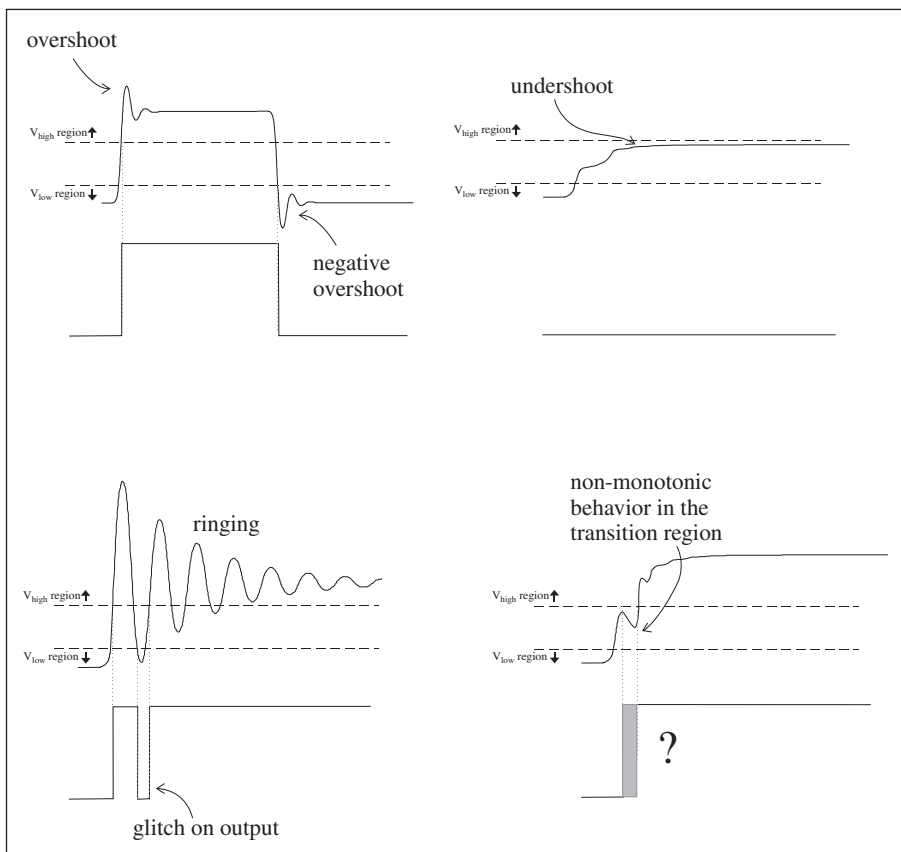 overshoot
V_high region↑
V_low region↓
negative
overshoot
undershoot
V_high region↑
V_low region↓
ringing
V_high region↑
V_low region↓
glitch on output
non-monotonic
behavior in the
transition region
V_high region↑
V_low region↓
?